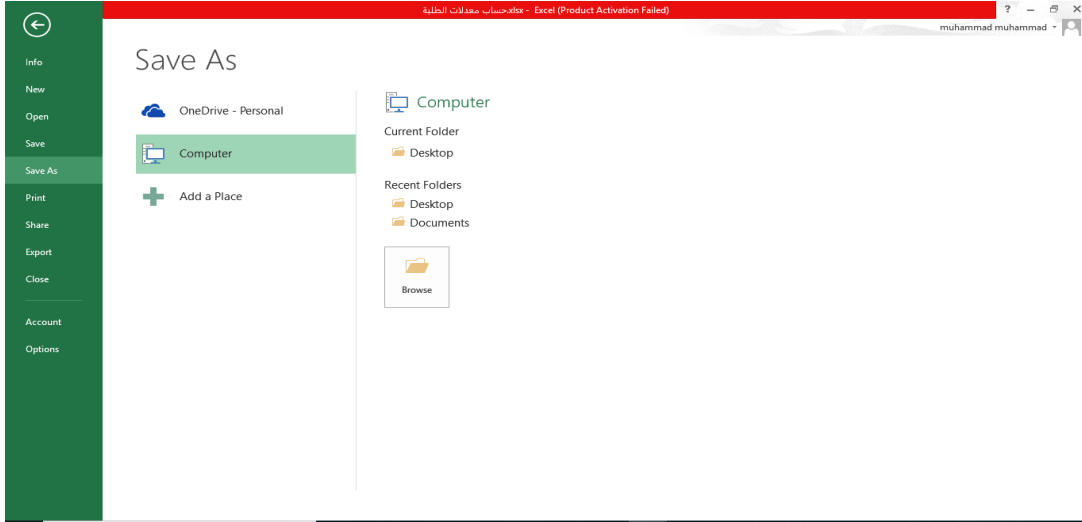 حساب معدلات الطلبة.xlsx - Excel (Product Activation Failed)
?
muhammad muhammad
Info
New
Open
Save
Save As
Print
Share
Export
Close
Account
Options
Save As
OneDrive - Personal
Computer
Add a Place
Computer
Current Folder
Desktop
Recent Folders
Desktop
Documents
Browse